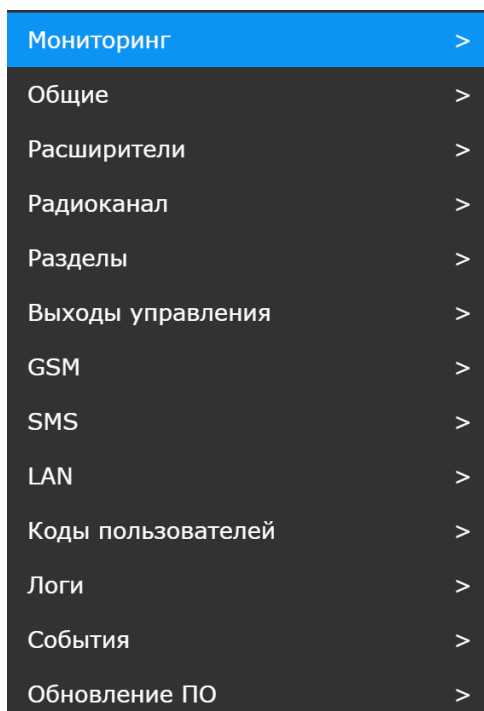 Мониторинг >
Общие >
Расширители >
Радиоканал >
Разделы >
Выходы управления >
GSM >
SMS >
LAN >
Коды пользователей >
Логи >
События >
Обновление ПО >